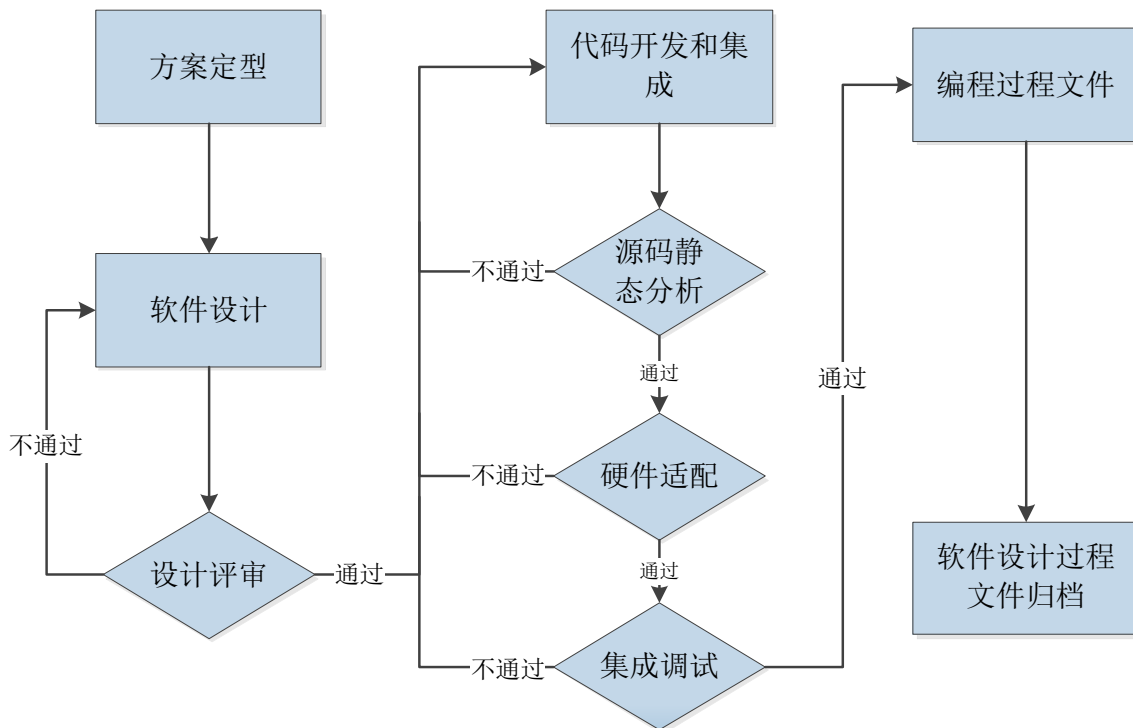 方案定型
软件设计
不通过
设计评审
通过
代码开发和集
成
源码静
态分析
不通过
通过
硬件适配
不通过
通过
集成调试
不通过
通过
编程过程文件
软件设计过程
文件归档